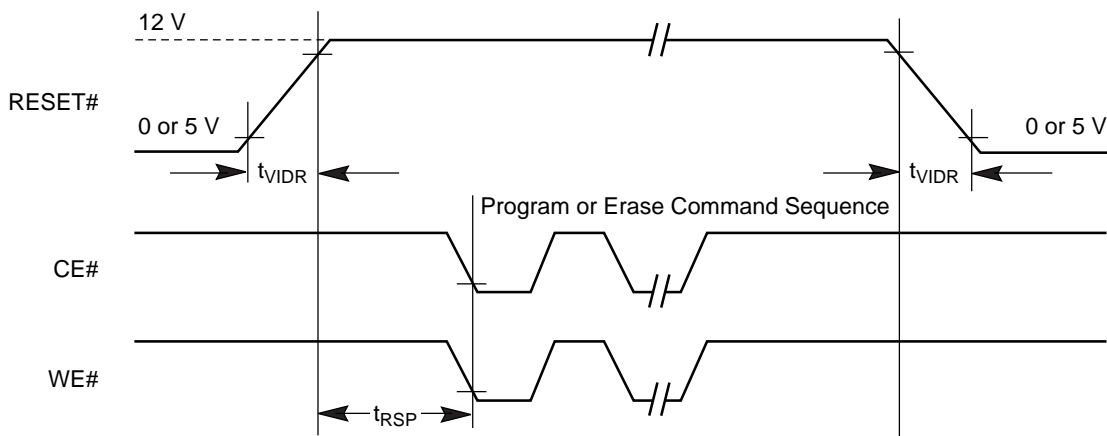 12 V
RESET#
0 or 5 V
0 or 5 V
tVIDR
tVIDR
Program or Erase Command Sequence
CE#
WE#
tRSP